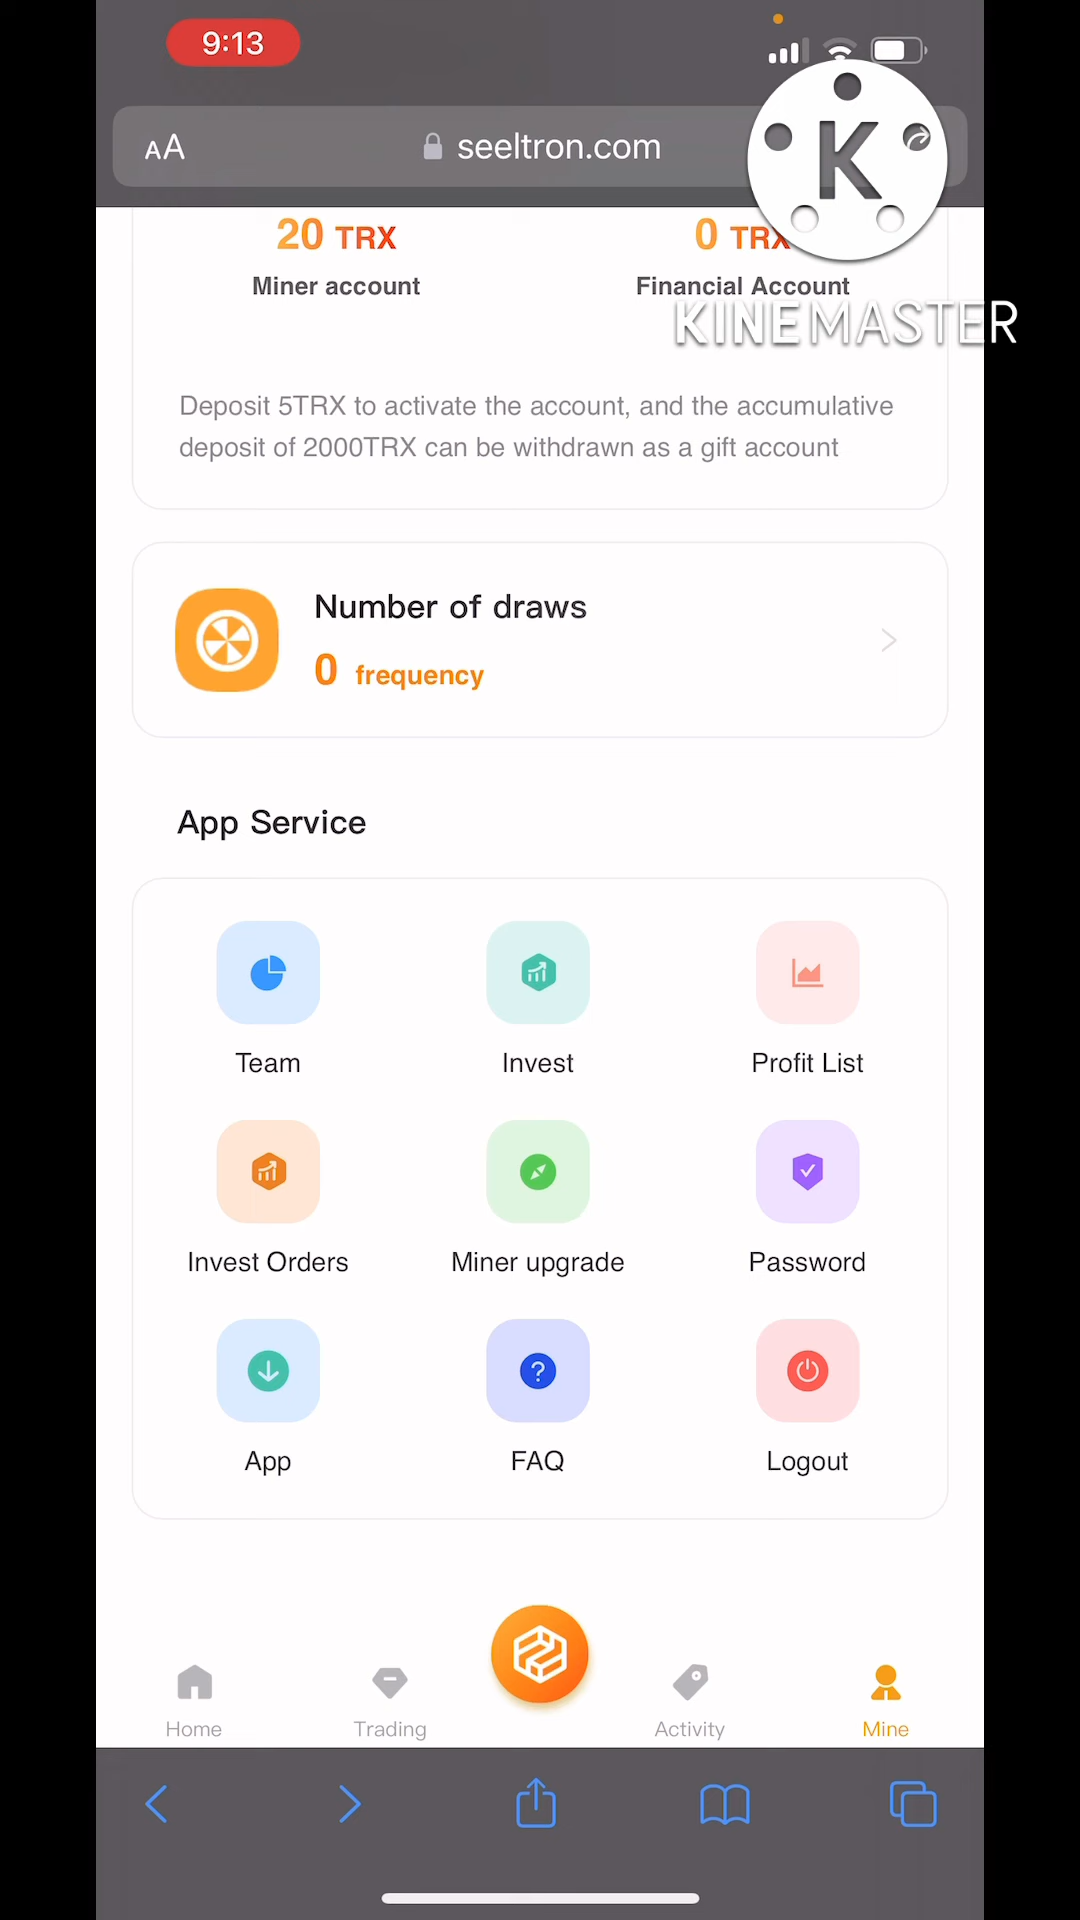 9:13
AA
seeltron.com
K
KINEMASTER
20 TRX
0 TRX
Miner account
Financial Account
Deposit 5TRX to activate the account, and the accumulative
deposit of 2000TRX can be withdrawn as a gift account
Number of draws
0 frequency
App Service
Team
Invest
Profit List
Invest Orders
Miner upgrade
Password
?
App
FAQ
Logout
Home
Trading
Activity
Mine